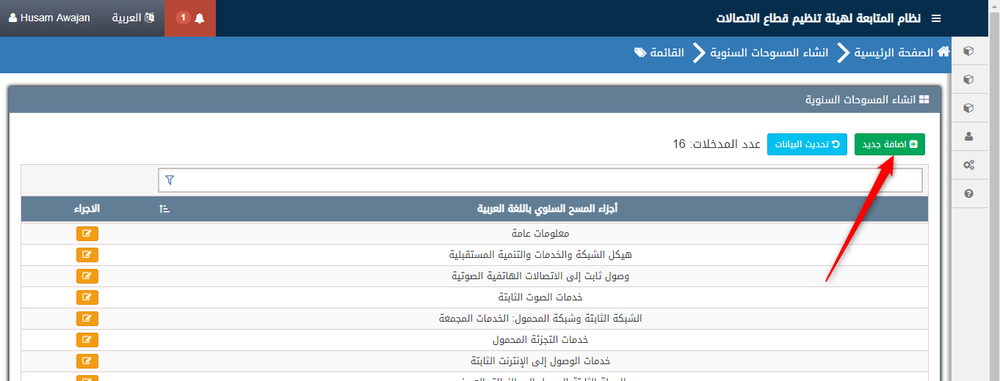 نظام المتابعة لهيئة تنظيم قطاع الاتصالات
1
العربية
Husam Awajan
الصفحة الرئيسية
انشاء المسوحات السنوية
القائمة
انشاء المسوحات السنوية
اضافة جديد
تحديث البيانات
عدد المدخلات: 16
أجزاء المسح السنوي باللغة العربية
الاجراء
معلومات عامة
هيكل الشبكة والخدمات والتنمية المستقبلية
وصول ثابت إلى الاتصالات الهاتفية الصوتية
خدمات الصوت الثابتة
الشبكة الثابتة وشبكة المحمول: الخدمات المجمعة
خدمات التجزئة المحمول
خدمات الوصول إلى الإنترنت الثابتة